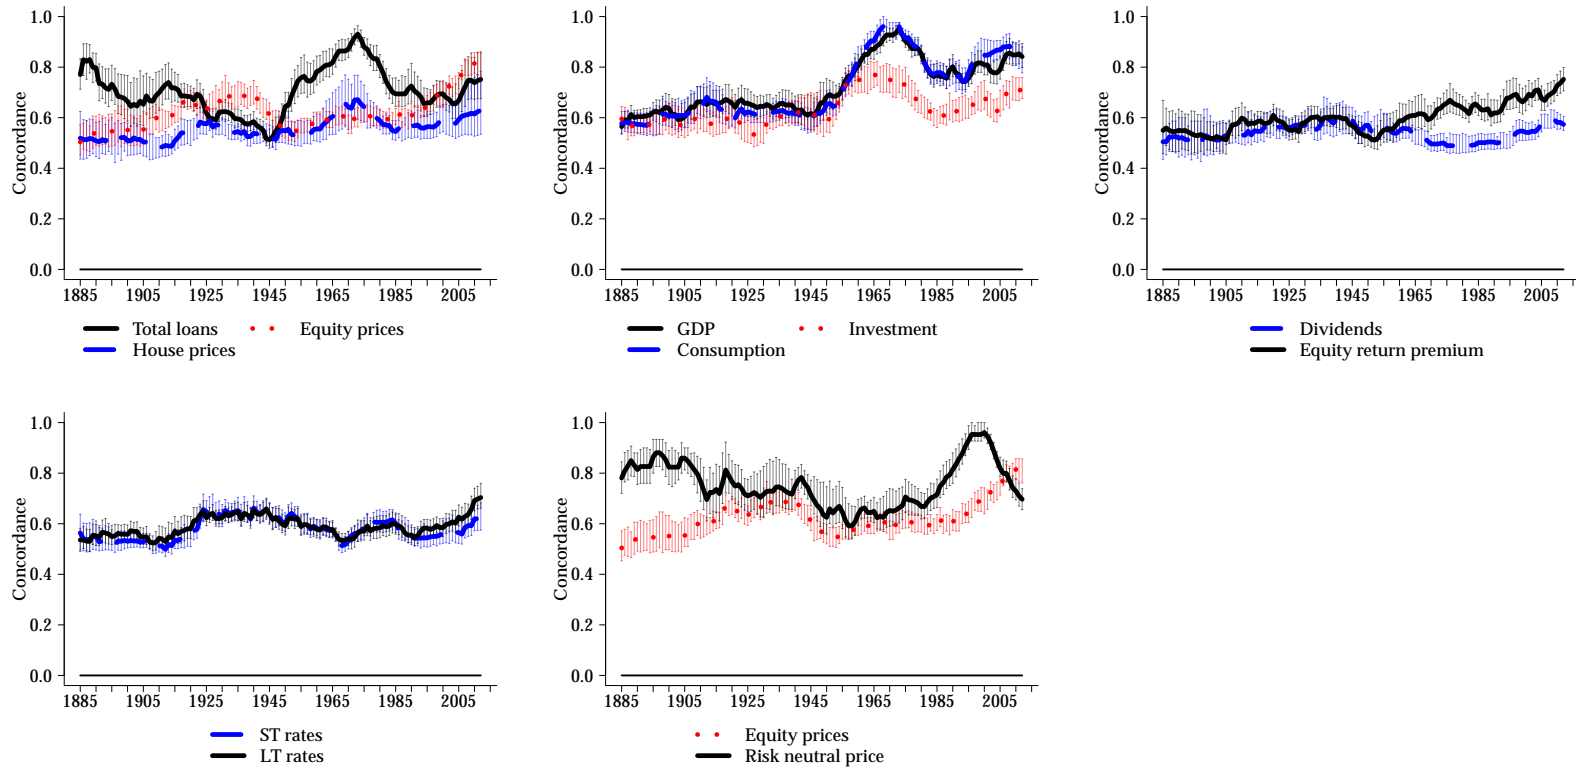 Concordance
1.0
0.8
0.6
0.4
0.2
0.0
1885 1905 1925 1945 1965 1985 2005
Total loans Equity prices
House prices
Concordance
1.0
0.8
0.6
0.4
0.2
0.0
1885 1905 1925 1945 1965 1985 2005
GDP Investment
Consumption
Concordance
1.0
0.8
0.6
0.4
0.2
0.0
1885 1905 1925 1945 1965 1985 2005
Dividends
Equity return premium
Concordance
1.0
0.8
0.6
0.4
0.2
0.0
1885 1905 1925 1945 1965 1985 2005
ST rates
LT rates
Concordance
1.0
0.8
0.6
0.4
0.2
0.0
1885 1905 1925 1945 1965 1985 2005
Equity prices
Risk neutral price